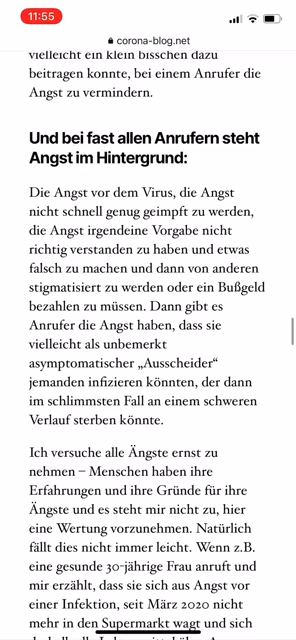 11:55
corona-blog.net
vielleicht ein klein bisschen dazu
beitragen konnte, bei einem Anrufer die
Angst zu vermindern.
Und bei fast allen Anrufern steht
Angst im Hintergrund:
Die Angst vor dem Virus, die Angst
nicht schnell genug geimpft zu werden,
die Angst irgendeine Vorgabe nicht
richtig verstanden zu haben und etwas
falsch zu machen und dann von anderen
stigmatisiert zu werden oder ein Bußgeld
bezahlen zu müssen. Dann gibt es
Anrufer die Angst haben, dass sie
vielleicht als unbemerkt
asymptomatischer „Ausscheider“
jemanden infizieren könnten, der dann
im schlimmsten Fall an einem schweren
Verlauf sterben könnte.
Ich versuche alle Ängste ernst zu
nehmen – Menschen haben ihre
Erfahrungen und ihre Gründe für ihre
Ängste und es steht mir nicht zu, hier
eine Wertung vorzunehmen. Natürlich
fällt dies nicht immer leicht. Wenn z.B.
eine gesunde 30-jährige Frau anruft und
mir erzählt, dass sie sich aus Angst vor
einer Infektion, seit März 2020 nicht
mehr in den Supermarkt wagt und sich